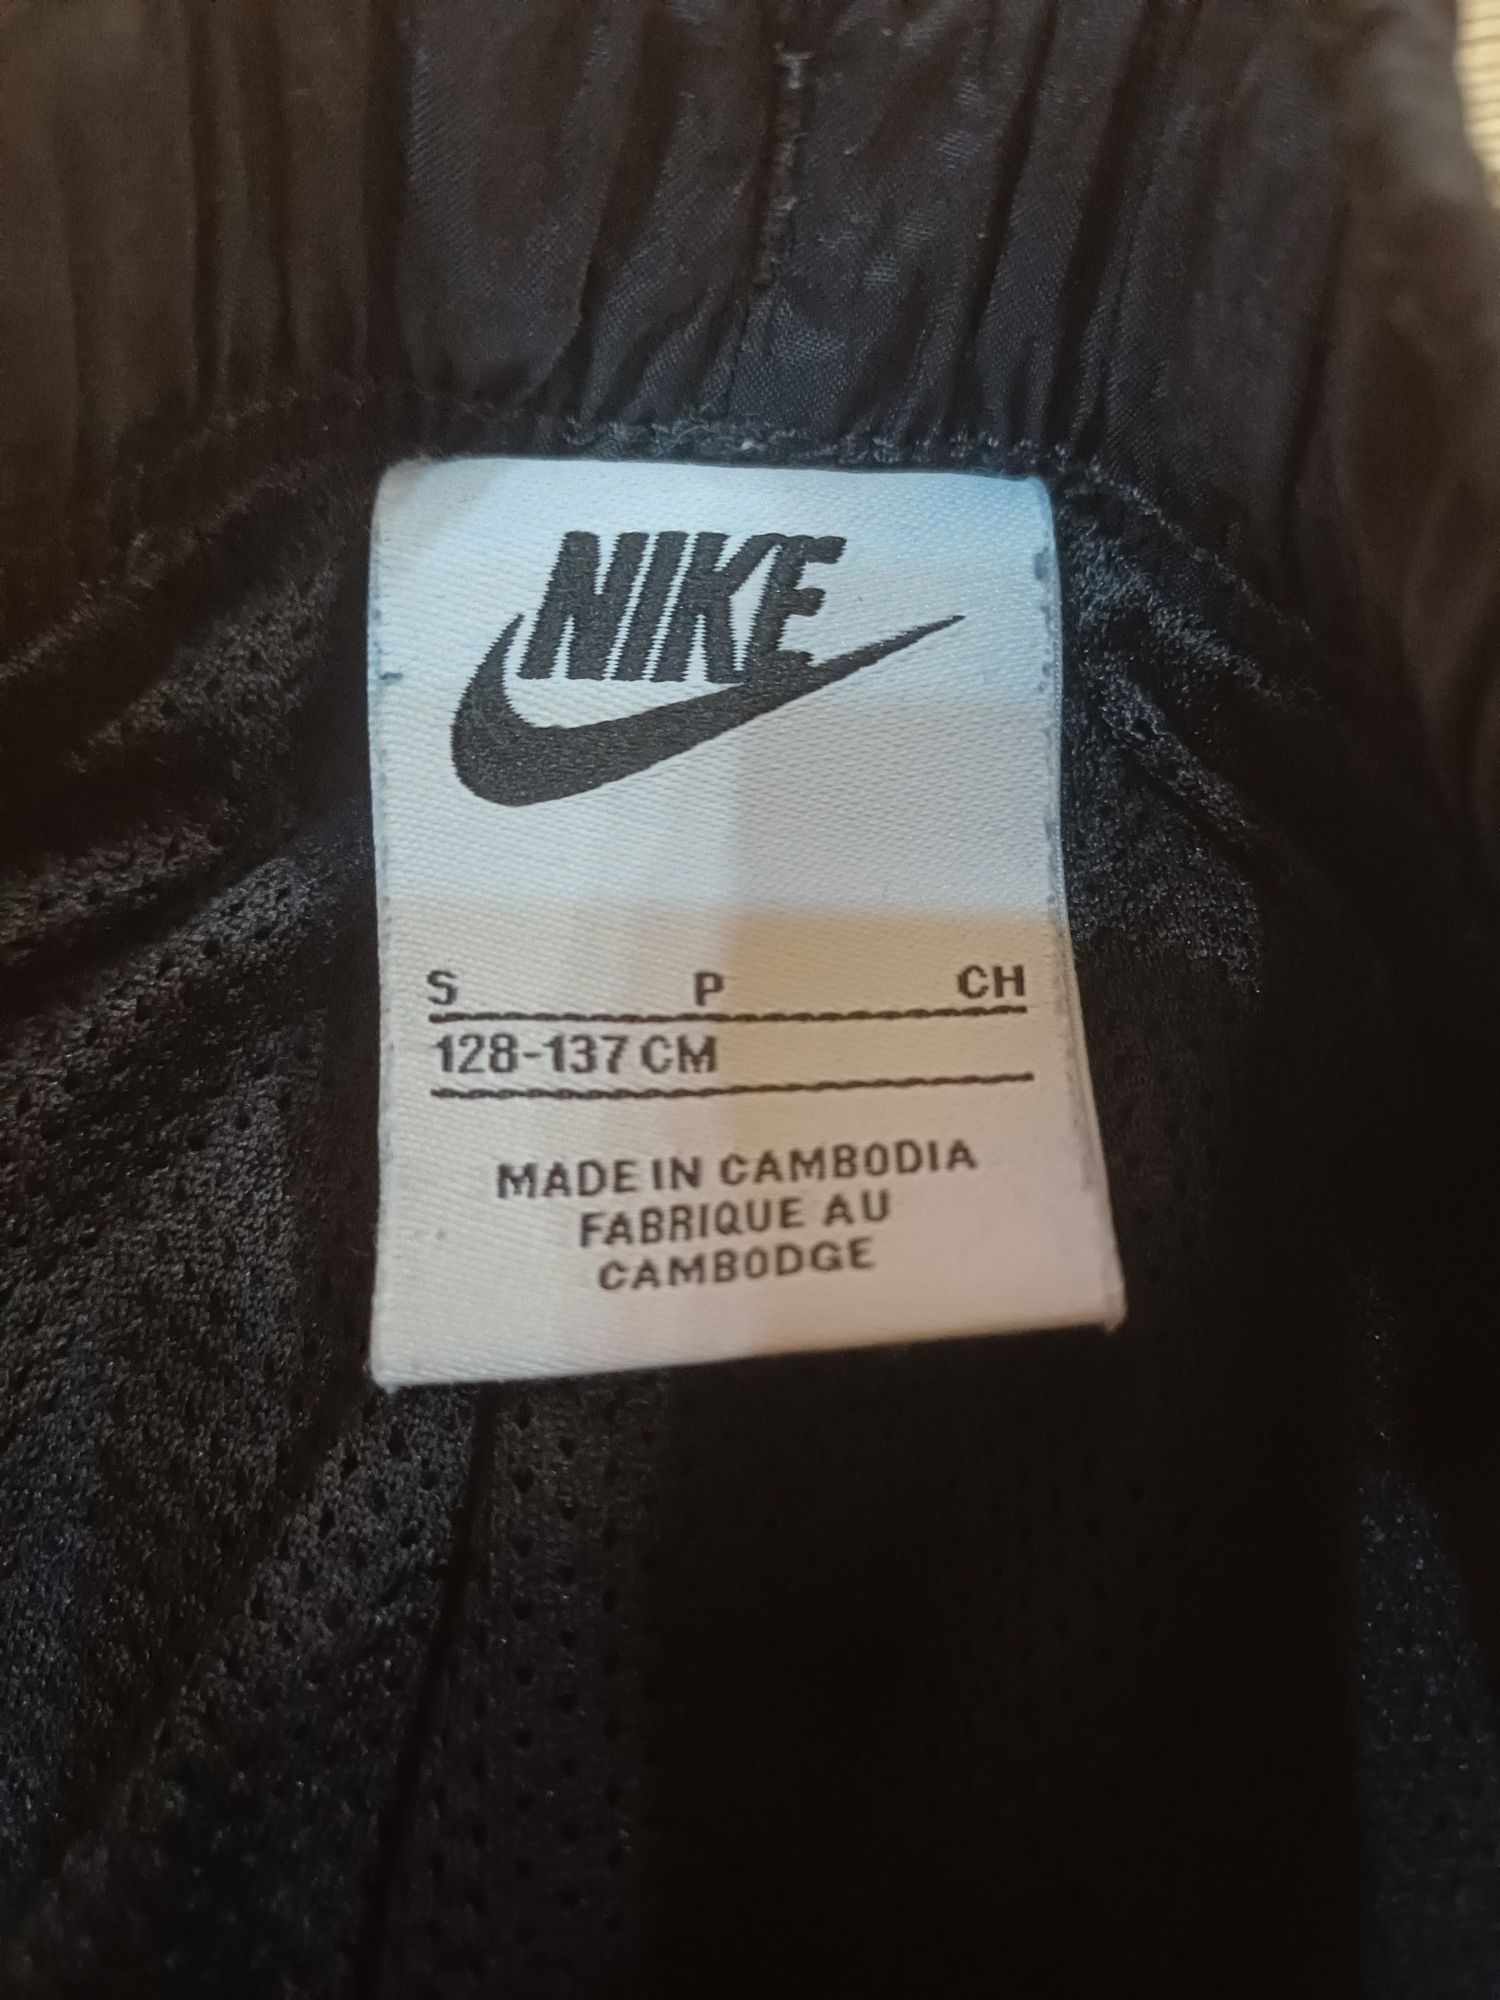 NIKE
S P CH
128-137 CM
MADE IN CAMBODIA
FABRIQUE AU
CAMBODGE